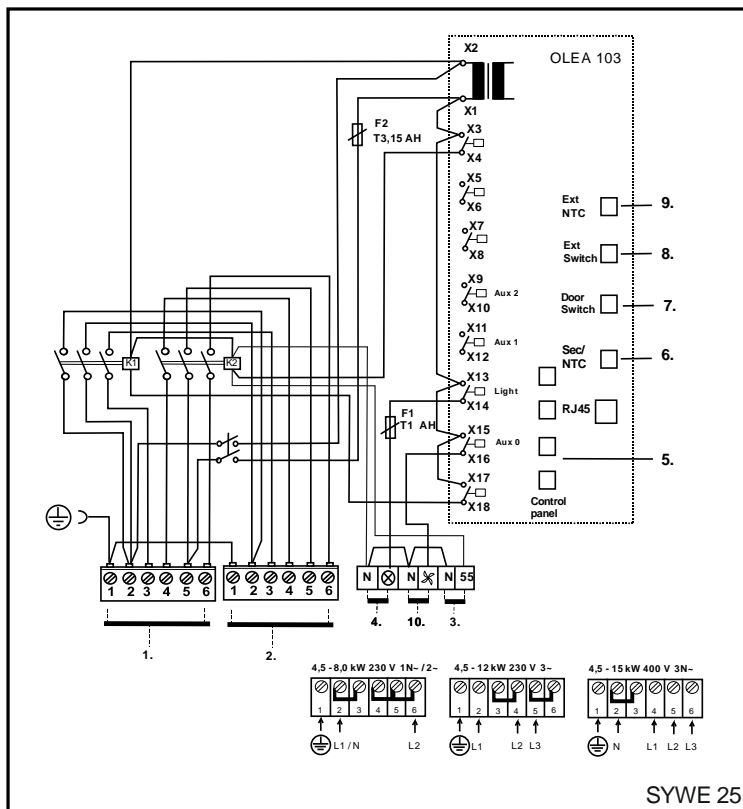 X2
OLEA 103
X1
F2
T3,15 AH
X3
X4
X5
X6
Ext
NTC
9.
X7
X8
Ext
Switch
8.
X9
Aux 2
X10
Door
Switch
7.
X11
Aux 1
X12
Sec/
NTC
6.
K1
K2
X13
Light
X14
F1
T1 AH
RJ45
X15
Aux 0
X16
5.
X17
X18
Control
panel
1 2 3 4 5 6
1 2 3 4 5 6
N N N 55
4. 10. 3.
1. 2.
4,5 - 8,0 kW 230 V 1N~ / 2~
4,5 - 12 kW 230 V 3~
4,5 - 15 kW 400 V 3N~
1 2 3 4 5 6
1 2 3 4 5 6
1 2 3 4 5 6
L1 / N L2
L1 L2 L3
N L1 L2 L3
SYWE 25